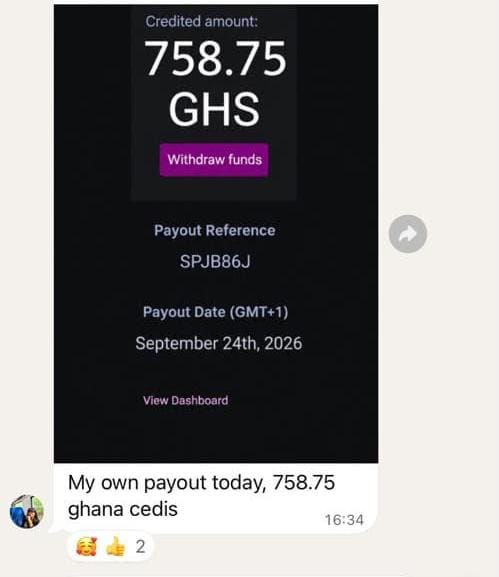 Credited amount:
758.75
GHS
Withdraw funds
Payout Reference
SPJB86J
Payout Date (GMT+1)
September 24th, 2026
View Dashboard
My own payout today, 758.75
ghana cedis
16:34
🥰 👍 2